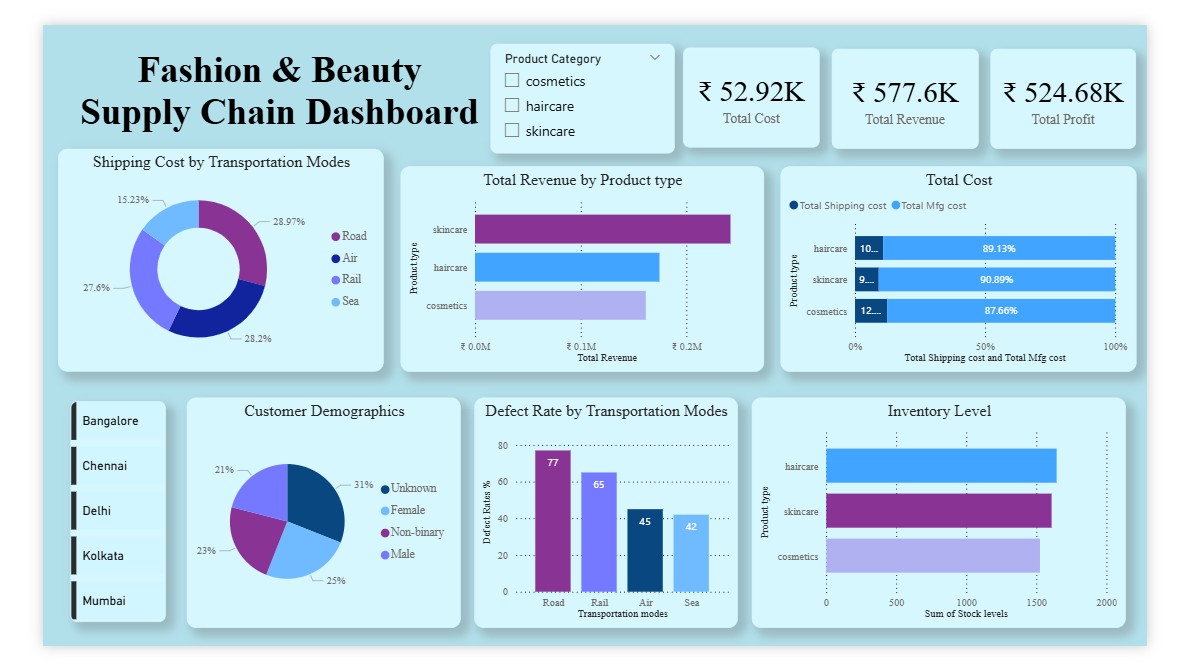 Fashion & Beauty
Supply Chain Dashboard
Product Category
cosmetics
haircare
skincare
₹ 52.92K
Total Cost
₹ 577.6K
Total Revenue
₹ 524.68K
Total Profit
Shipping Cost by Transportation Modes
15.23%
28.97%
27.6%
28.2%
Road
Air
Rail
Sea
Total Revenue by Product type
Product type
skincare
haircare
cosmetics
₹ 0.0M ₹ 0.1M ₹ 0.2M
Total Revenue
Total Cost
Total Shipping cost Total Mfg cost
Product type
haircare 10... 89.13%
skincare 9.... 90.89%
cosmetics 12.... 87.66%
0% 50% 100%
Total Shipping cost and Total Mfg cost
Bangalore
Chennai
Delhi
Kolkata
Mumbai
Customer Demographics
21%
31%
23%
25%
Unknown
Female
Non-binary
Male
Defect Rate by Transportation Modes
Defect Rates %
80
60
40
20
0
77
65
45
42
Road Rail Air Sea
Transportation modes
Inventory Level
Product type
haircare
skincare
cosmetics
0 500 1000 1500 2000
Sum of Stock levels